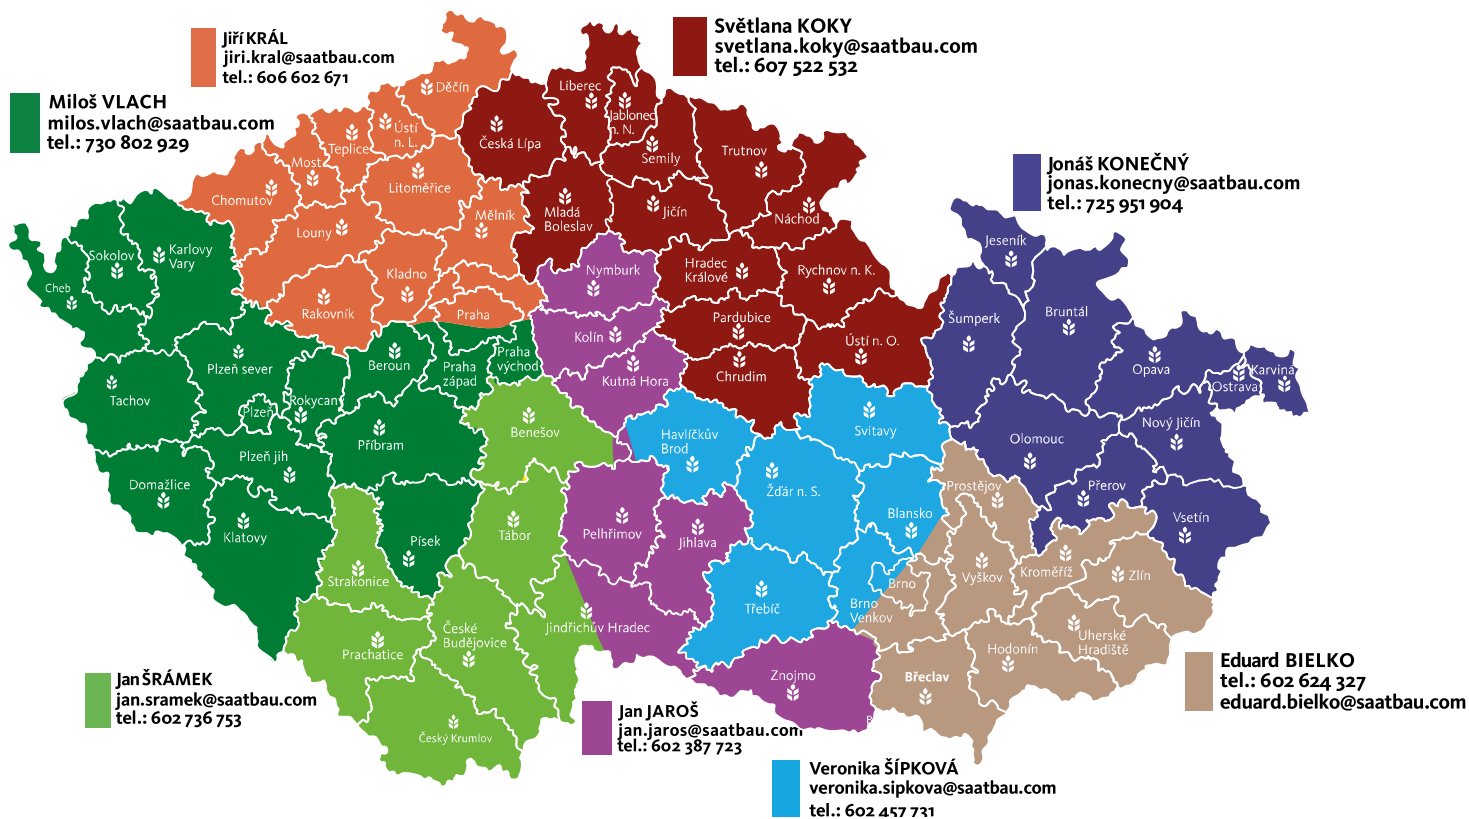 Jiří KRÁL
jiri.kral@saatbau.com
tel.: 606 602 671
Světlana KOKY
svetlana.koky@saatbau.com
tel.: 607 522 532
Miloš VLACH
milos.vlach@saatbau.com
tel.: 730 802 929
Jonáš KONEČNÝ
jonas.konecny@saatbau.com
tel.: 725 951 904
Děčín
Liberec
Jablonec
n. N.
Ústí
n. L.
Teplice
Most
Česká Lípa
Semily
Trutnov
Litoměřice
Chomutov
Mělník
Mladá
Boleslav
Jičín
Náchod
Louny
Karlovy
Vary
Sokolov
Cheb
Kladno
Nymburk
Hradec
Králové
Rychnov n. K.
Jeseník
Rakovník
Praha
Pardubice
Šumperk
Bruntál
Kolín
Ústí n. O.
Praha
východ
Praha
západ
Beroun
Plzeň sever
Kutná Hora
Chrudim
Opava
Ostrava
Karviná
Tachov
Rokycany
Plzeň
Příbram
Benešov
Havlíčkův
Brod
Svitavy
Olomouc
Nový Jičín
Plzeň jih
Domažlice
Žďár n. S.
Prostějov
Přerov
Blansko
Vsetín
Klatovy
Písek
Tábor
Pelhřimov
Jihlava
Strakonice
Třebíč
Brno
Brno
Venkov
Vyškov
Kroměříž
Zlín
Jindřichův Hradec
České
Budějovice
Prachatice
Uherské
Hradiště
Hodonín
Znojmo
Břeclav
B
Český Krumlov
Jan ŠRÁMEK
jan.sramek@saatbau.com
tel.: 602 736 753
Jan JAROŠ
jan.jaros@saatbau.com
tel.: 602 387 723
Eduard BIELKO
tel.: 602 624 327
eduard.bielko@saatbau.com
Veronika ŠÍPKOVÁ
veronika.sipkova@saatbau.com
tel.: 602 457 731